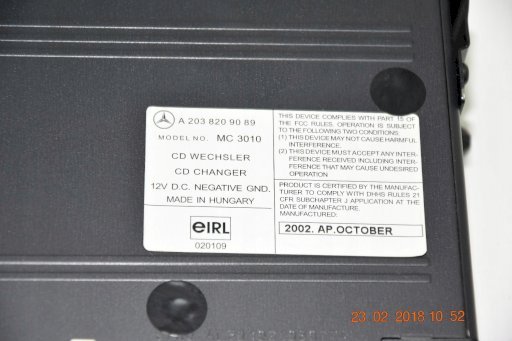 A 203 820 90 89
MODEL NO. MC 3010
CD WECHSLER
CD CHANGER
12V D.C. NEGATIVE GND.
MADE IN HUNGARY
eIRL
020109
THIS DEVICE COMPLIES WITH PART 15 OF
THE FCC RULES. OPERATION IS SUBJECT
TO THE FOLLOWING TWO CONDITIONS
(1) THIS DEVICE MAY NOT CAUSE HARMFUL
INTERFERENCE.
(2) THIS DEVICE MUST ACCEPT ANY INTER-
FERENCE RECEIVED INCLUDING INTER-
FERENCE THAT MAY CAUSE UNDESIRED
OPERATION
PRODUCT IS CERTIFIED BY THE MANUFAC-
TURER TO COMPLY WITH DHHS RULES 21
CFR SUBCHAPTER J APPLICATION AT THE
DATE OF MANUFACTURE.
MANUFACTURED:
2002. AP.OCTOBER
23 02 2018 10 52